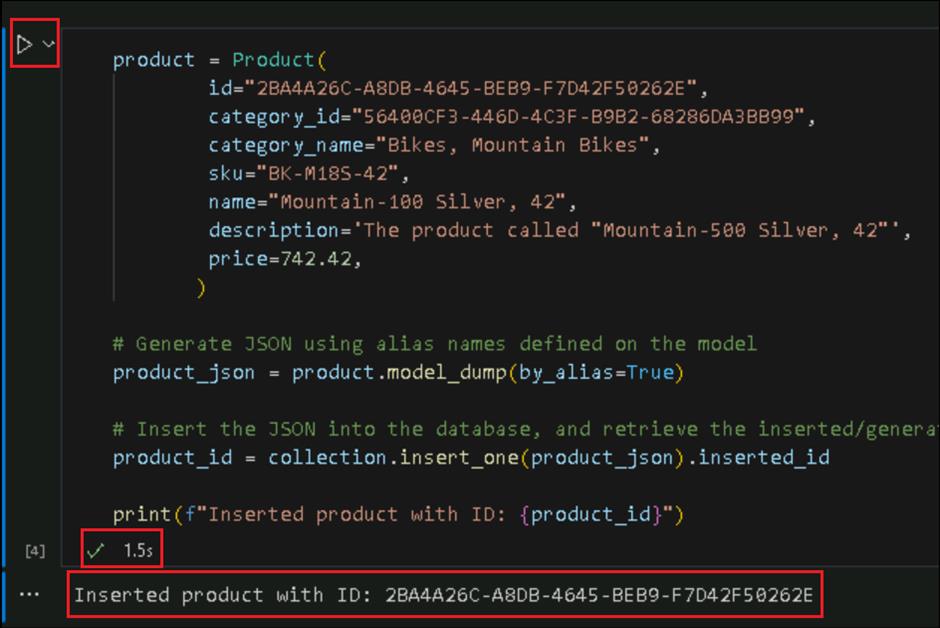 product = Product(
id="2BA4A26C-A8DB-4645-BEB9-F7D42F50262E",
category_id="56400CF3-446D-4C3F-B9B2-68286DA3BB99",
category_name="Bikes, Mountain Bikes",
sku="BK-M18S-42",
name="Mountain-100 Silver, 42",
description='The product called "Mountain-500 Silver, 42"',
price=742.42,
)
# Generate JSON using alias names defined on the model
product_json = product.model_dump(by_alias=True)
# Insert the JSON into the database, and retrieve the inserted/genera
product_id = collection.insert_one(product_json).inserted_id
print(f"Inserted product with ID: {product_id}")
[4] 1.5s
... Inserted product with ID: 2BA4A26C-A8DB-4645-BEB9-F7D42F50262E